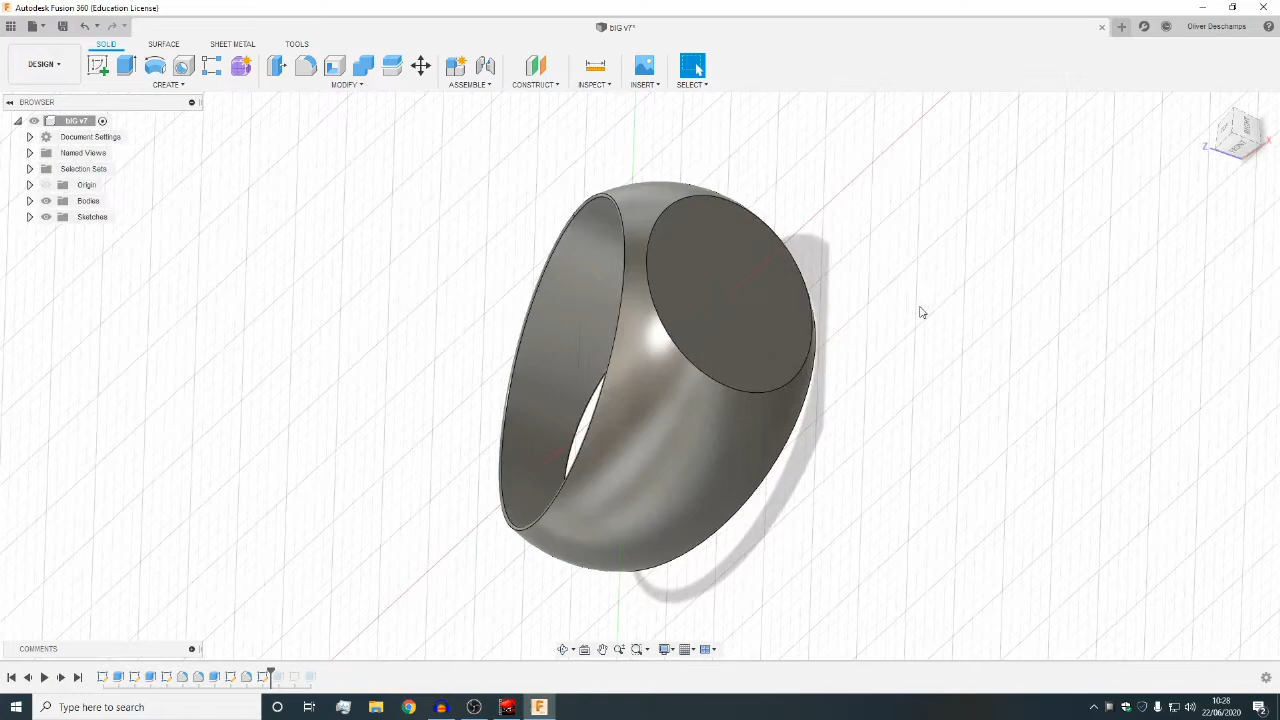 Autodesk Fusion 360 (Education License)
bIG v7*
Oliver Deschamps
SOLID SURFACE SHEET METAL TOOLS
DESIGN
CREATE MODIFY ASSEMBLE CONSTRUCT INSPECT INSERT SELECT
BROWSER
bIG v7
Document Settings
Named Views
Selection Sets
Origin
Bodies
Sketches
Z
X
COMMENTS
Type here to search
10:28
22/06/2020
2